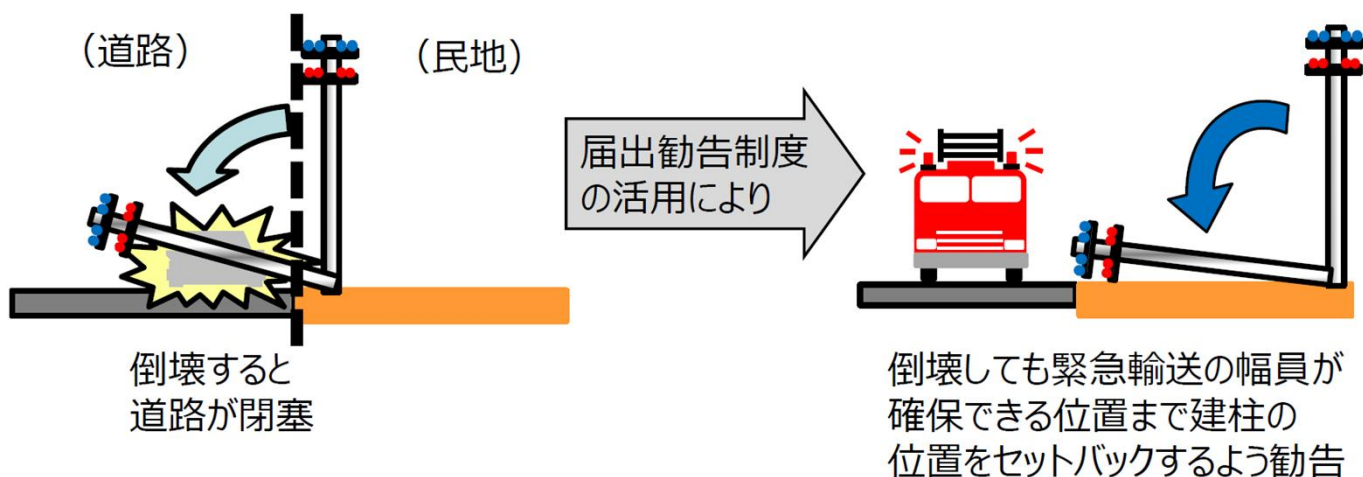 （道路）
（民地）
倒壊すると
道路が閉塞
届出勧告制度
の活用により
倒壊しても緊急輸送の幅員が
確保できる位置まで建柱の
位置をセットバックするよう勧告